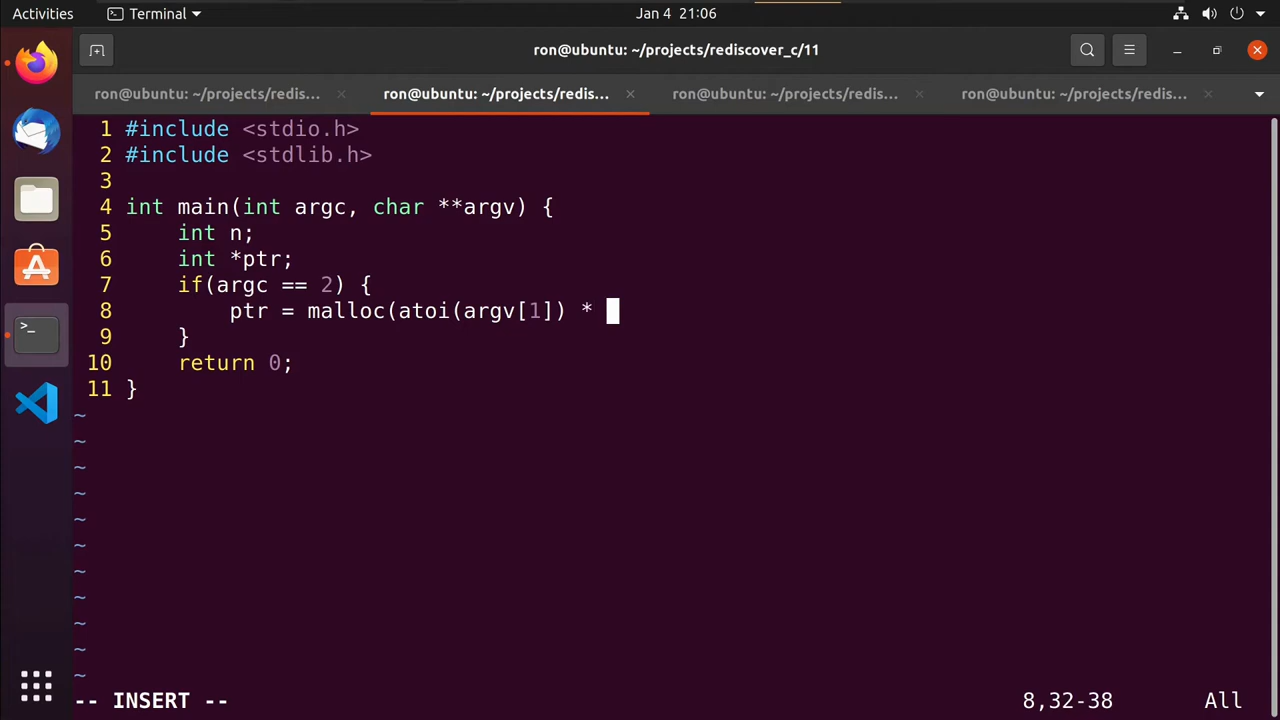 Activities Terminal Jan 4 21:06
ron@ubuntu: ~/projects/rediscover_c/11
ron@ubuntu: ~/projects/redis... ron@ubuntu: ~/projects/redis... ron@ubuntu: ~/projects/redis... ron@ubuntu: ~/projects/redis...
1 #include <stdio.h>
2 #include <stdlib.h>
3
4 int main(int argc, char **argv) {
5     int n;
6     int *ptr;
7     if(argc == 2) {
8         ptr = malloc(atoi(argv[1]) *
9     }
10     return 0;
11 }
~
~
~
~
~
~
~
~
~
~
~
-- INSERT -- 8,32-38 All